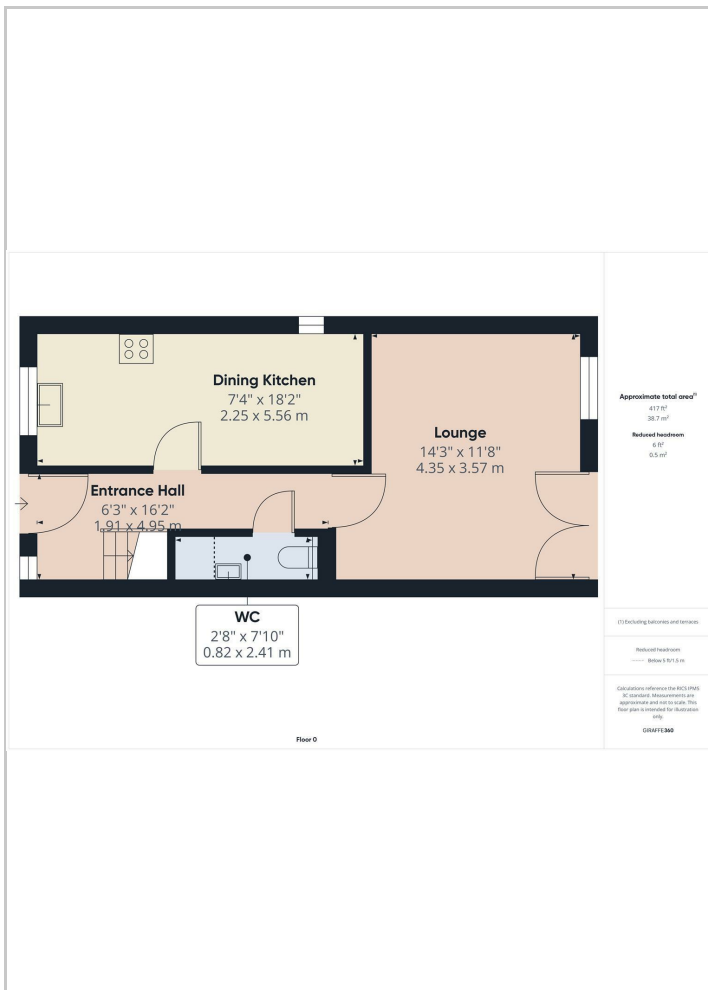 Dining Kitchen
7'4" x 18'2"
2.25 x 5.56 m
Lounge
14'3" x 11'8"
4.35 x 3.57 m
Entrance Hall
6'3" x 16'2"
1.91 x 4.95 m
WC
2'8" x 7'10"
0.82 x 2.41 m
Floor 0
Approximate total area(1)
417 ft²
38.7 m²
Reduced headroom
6 ft²
0.5 m²
(1) Excluding balconies and terraces
Reduced headroom
Below 5 ft/1.5 m
Calculations reference the RICS IPMS
3C standard. Measurements are
approximate and not to scale. This
floor plan is intended for illustration
only.
GIRAFFE360